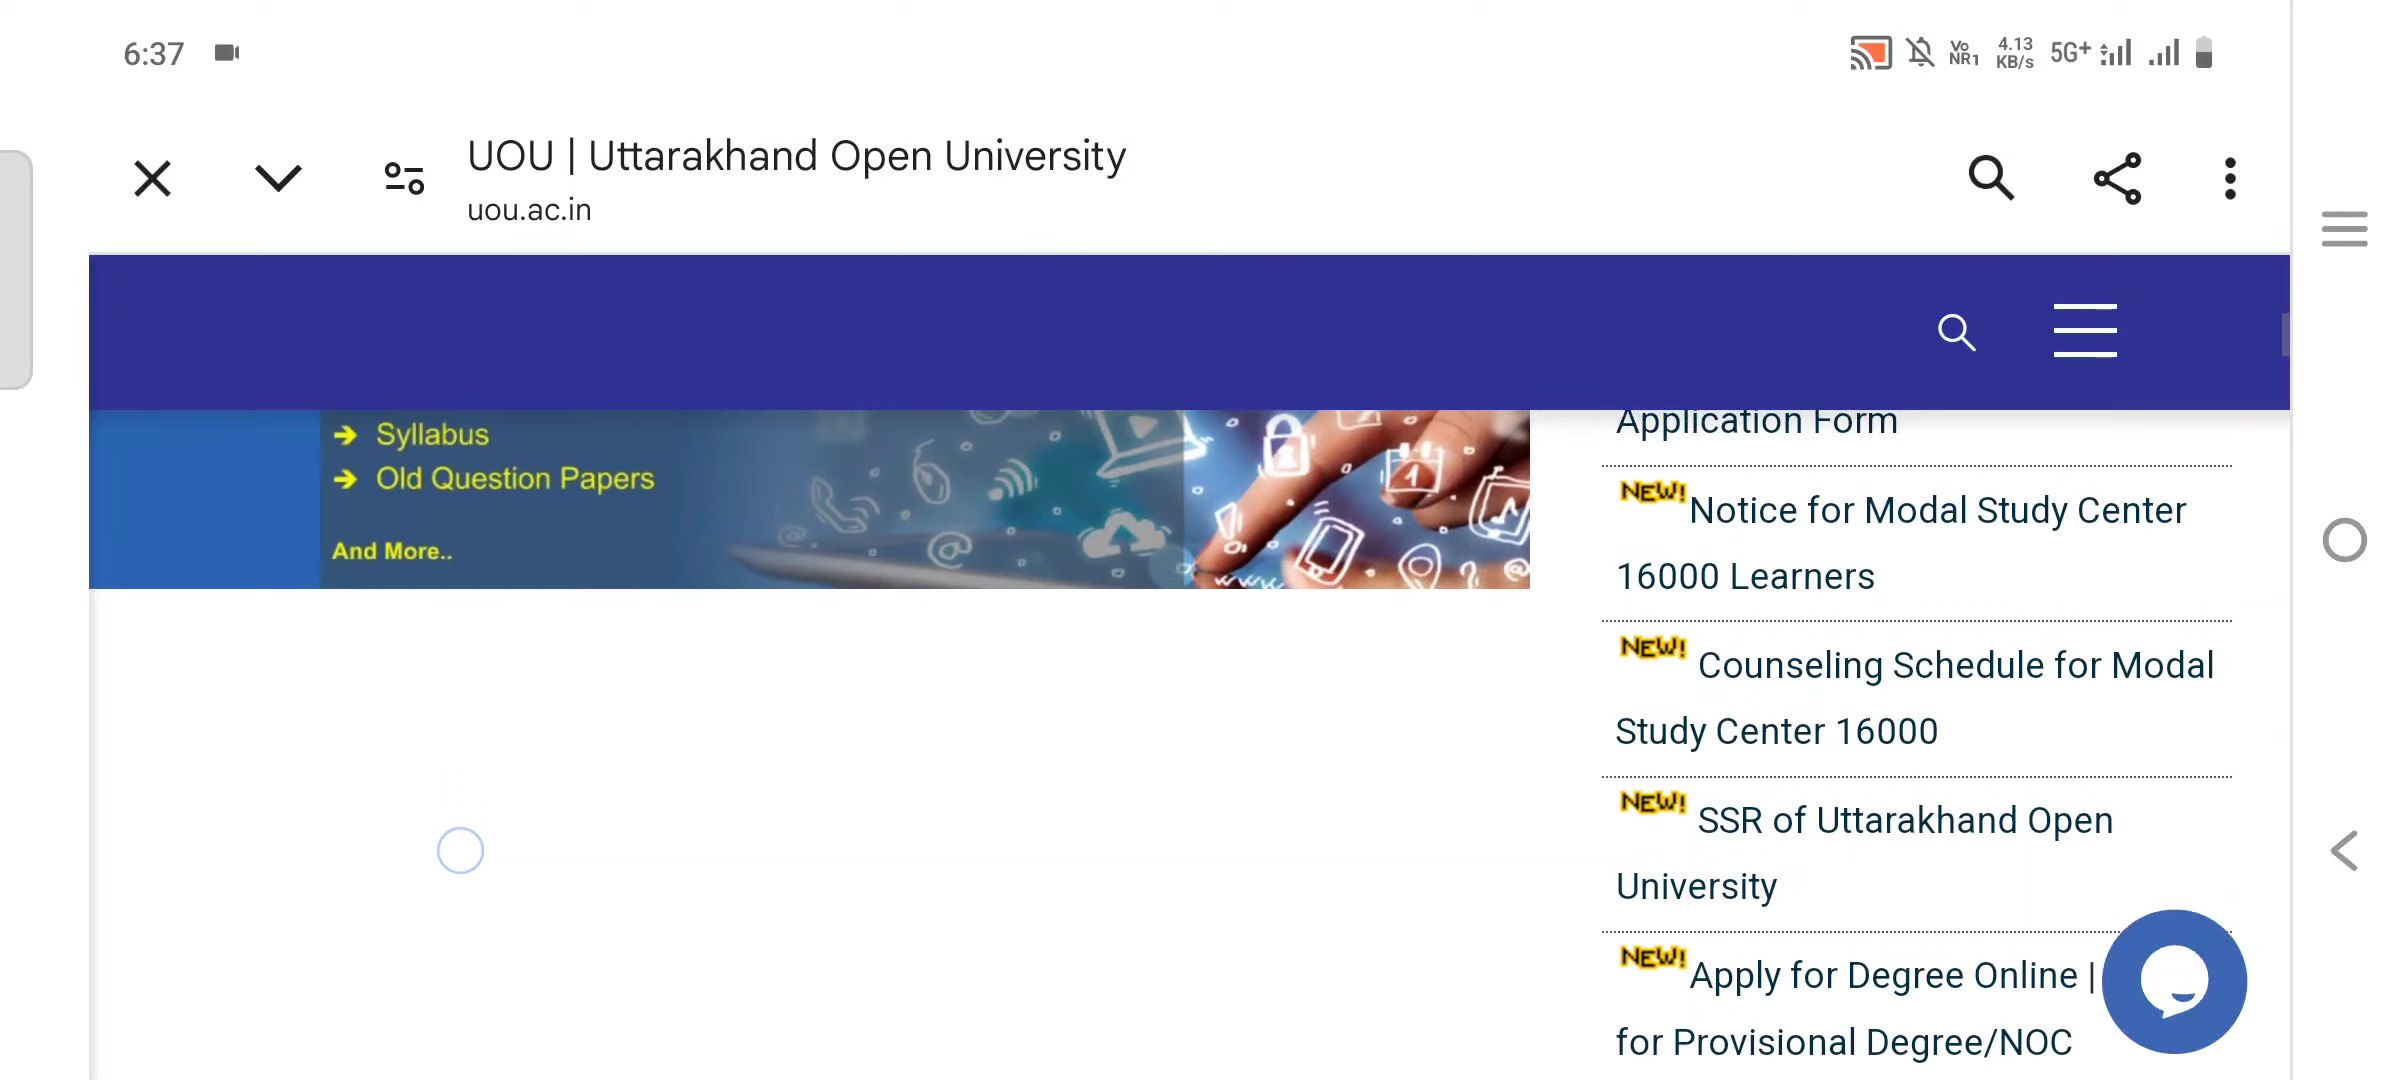 6:37
Vo NR1 4.13 KB/s 5G+
UOU | Uttarakhand Open University
uou.ac.in
Syllabus
Old Question Papers
And More..
Application Form
NEW! Notice for Modal Study Center
16000 Learners
NEW! Counseling Schedule for Modal
Study Center 16000
NEW! SSR of Uttarakhand Open
University
NEW! Apply for Degree Online |
for Provisional Degree/NOC